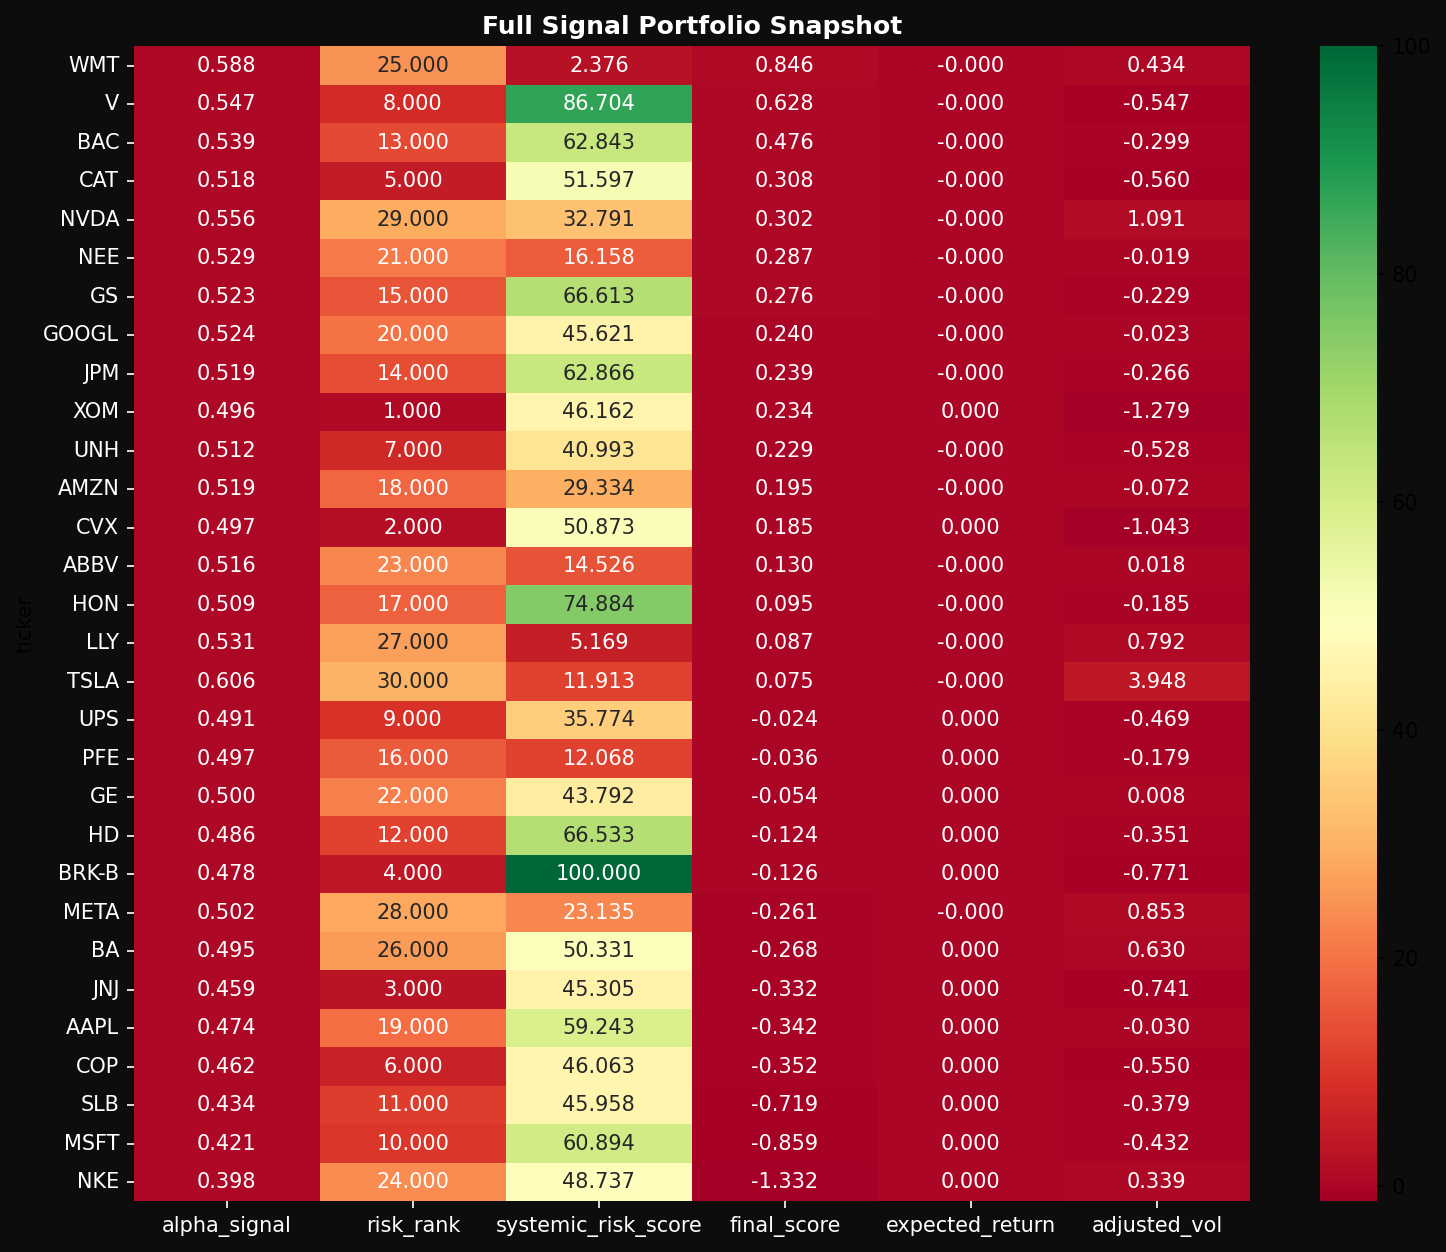 Full Signal Portfolio Snapshot
WMT 0.588 25.000 2.376 0.846 -0.000 0.434
V 0.547 8.000 86.704 0.628 -0.000 -0.547
BAC 0.539 13.000 62.843 0.476 -0.000 -0.299
CAT 0.518 5.000 51.597 0.308 -0.000 -0.560
NVDA 0.556 29.000 32.791 0.302 -0.000 1.091
NEE 0.529 21.000 16.158 0.287 -0.000 -0.019
GS 0.523 15.000 66.613 0.276 -0.000 -0.229
GOOGL 0.524 20.000 45.621 0.240 -0.000 -0.023
JPM 0.519 14.000 62.866 0.239 -0.000 -0.266
XOM 0.496 1.000 46.162 0.234 0.000 -1.279
UNH 0.512 7.000 40.993 0.229 -0.000 -0.528
AMZN 0.519 18.000 29.334 0.195 -0.000 -0.072
CVX 0.497 2.000 50.873 0.185 0.000 -1.043
ABBV 0.516 23.000 14.526 0.130 -0.000 0.018
HON 0.509 17.000 74.884 0.095 -0.000 -0.185
LLY 0.531 27.000 5.169 0.087 -0.000 0.792
TSLA 0.606 30.000 11.913 0.075 -0.000 3.948
UPS 0.491 9.000 35.774 -0.024 0.000 -0.469
PFE 0.497 16.000 12.068 -0.036 0.000 -0.179
GE 0.500 22.000 43.792 -0.054 0.000 0.008
HD 0.486 12.000 66.533 -0.124 0.000 -0.351
BRK-B 0.478 4.000 100.000 -0.126 0.000 -0.771
META 0.502 28.000 23.135 -0.261 -0.000 0.853
BA 0.495 26.000 50.331 -0.268 0.000 0.630
JNJ 0.459 3.000 45.305 -0.332 0.000 -0.741
AAPL 0.474 19.000 59.243 -0.342 0.000 -0.030
COP 0.462 6.000 46.063 -0.352 0.000 -0.550
SLB 0.434 11.000 45.958 -0.719 0.000 -0.379
MSFT 0.421 10.000 60.894 -0.859 0.000 -0.432
NKE 0.398 24.000 48.737 -1.332 0.000 0.339
alpha_signal risk_rank systemic_risk_score final_score expected_return adjusted_vol
ticker
100
80
60
40
20
0